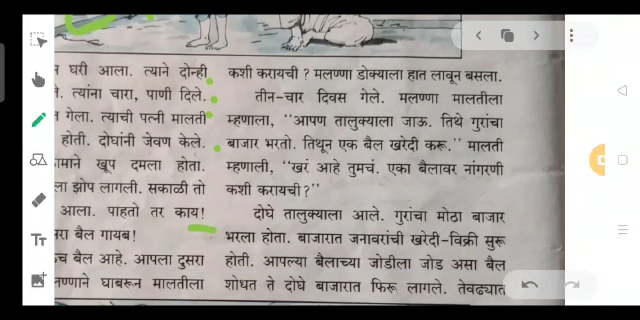 घरी आला. त्याने दोन्ही
त्यांना चारा, पाणी दिले.
गेला. त्याची पत्नी मालती
होती. दोघांनी जेवण केले.
खूप दमला होता.
झोप लागली. सकाळी तो
आला. पाहतो तर काय!
बैल गायब!
बैल आहे. आपला दुसरा
घाबरून मालतीला
कशी करायची ? मलण्णा डोक्याला हात लावून बसला.
तीन-चार दिवस गेले. मलण्णा मालतीला
म्हणाला, "आपण तालुक्याला जाऊ. तिथे गुरांचा
बाजार भरतो. तिथून एक बैल खरेदी करू." मालती
म्हणाली, "खरं आहे तुमचं. एका बैलावर नांगरणी
कशी करायची?"
दोघे तालुक्याला आले. गुरांचा मोठा बाजार
भरला होता. बाजारात जनावरांची खरेदी-विक्री सुरू
होती. आपल्या बैलाच्या जोडीला जोड असा बैल
शोधत ते दोघे बाजारात फिरू लागले. तेवढ्यात
Tт